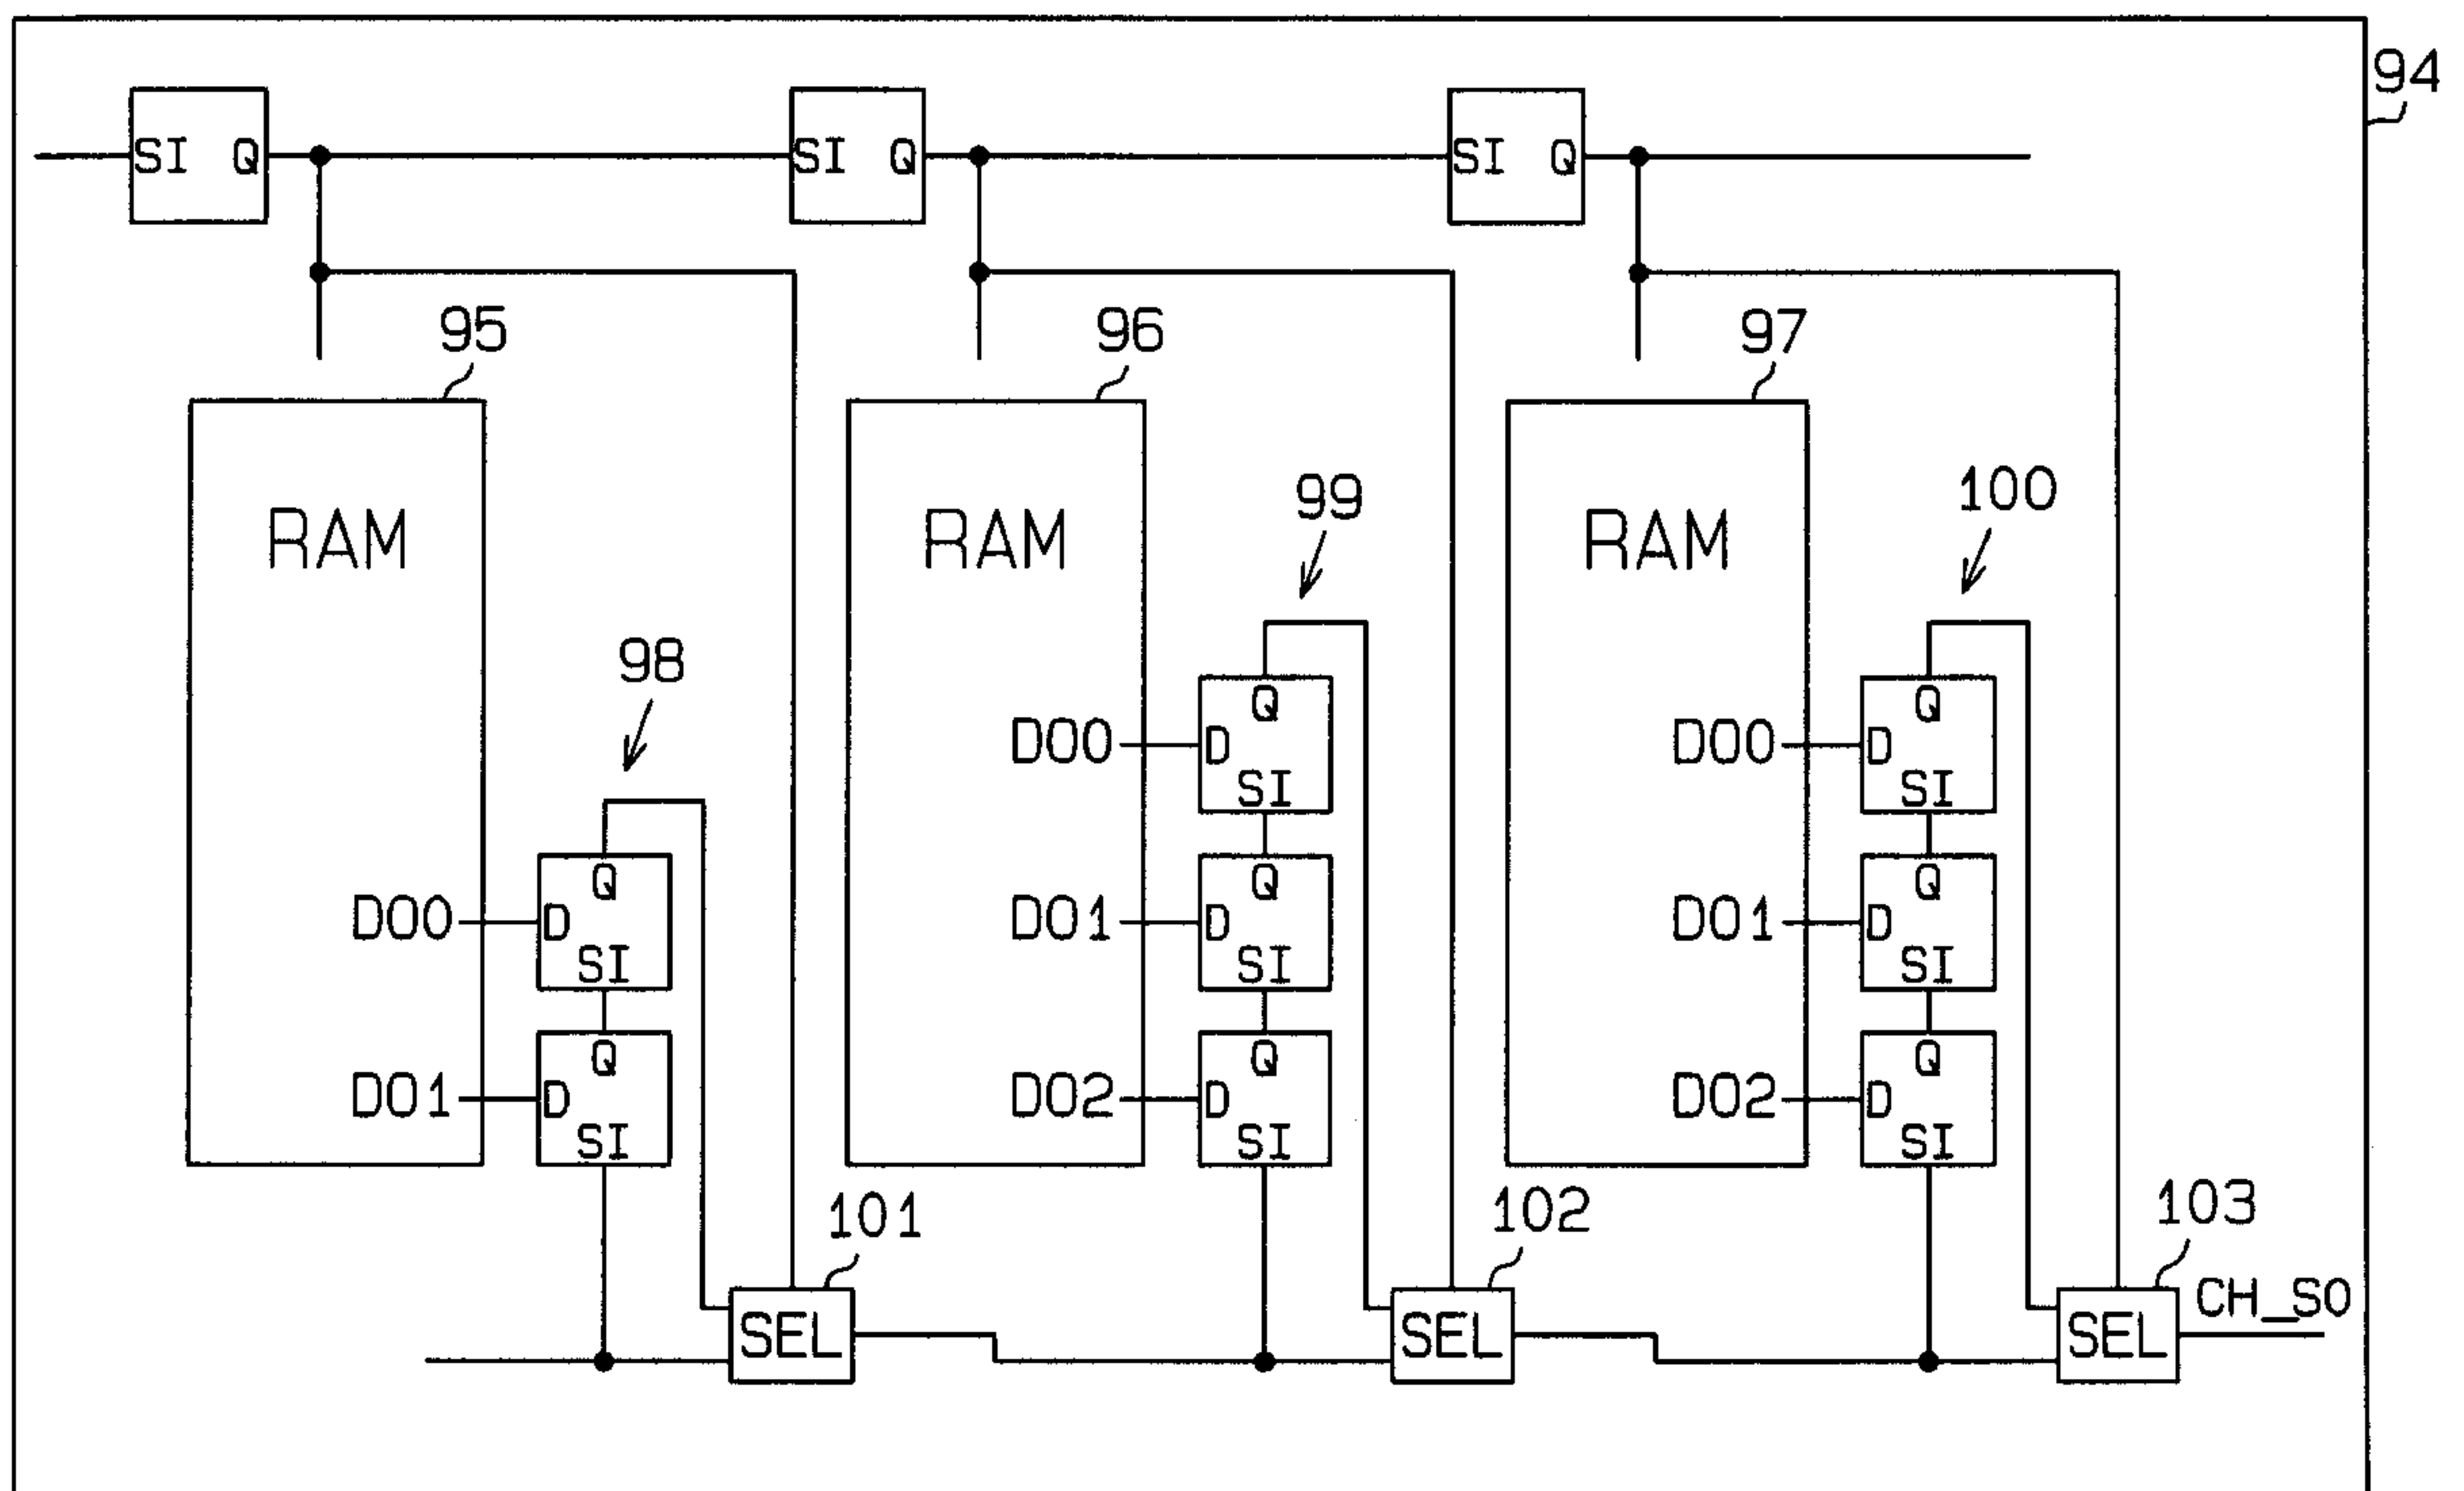 94
SI Q
SI Q
SI Q
95
96
97
RAM
RAM
RAM
98
99
100
DO0
D Q SI
DO1
D Q SI
DO0
D Q SI
DO1
D Q SI
DO2
D Q SI
DO0
D Q SI
DO1
D Q SI
DO2
D Q SI
101
102
103
SEL
SEL
SEL
CH_SO